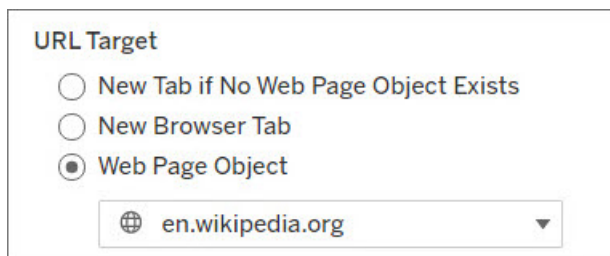 URL Target
New Tab if No Web Page Object Exists
New Browser Tab
Web Page Object
en.wikipedia.org